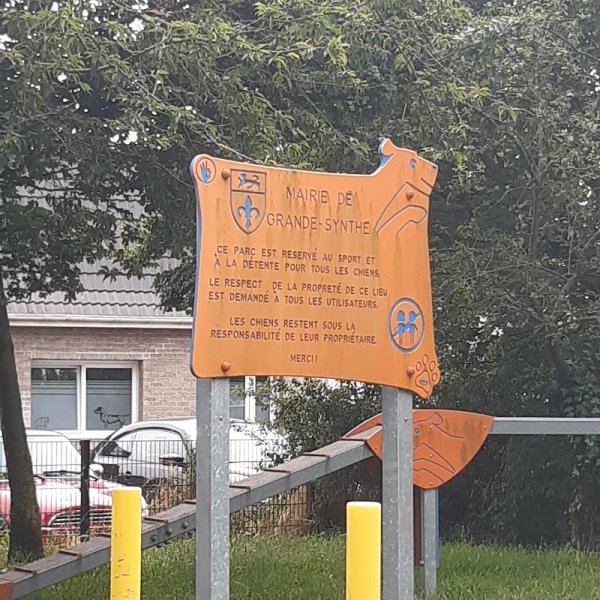 MAIRIE DE
GRANDE-SYNTHE
CE PARC EST RESERVÉ AU SPORT ET
À LA DÉTENTE POUR TOUS LES CHIENS.
LE RESPECT DE LA PROPRETÉ DE CE LIEU
EST DEMANDÉ À TOUS LES UTILISATEURS.
LES CHIENS RESTENT SOUS LA
RESPONSABILITÉ DE LEUR PROPRIÉTAIRE.
MERCI!